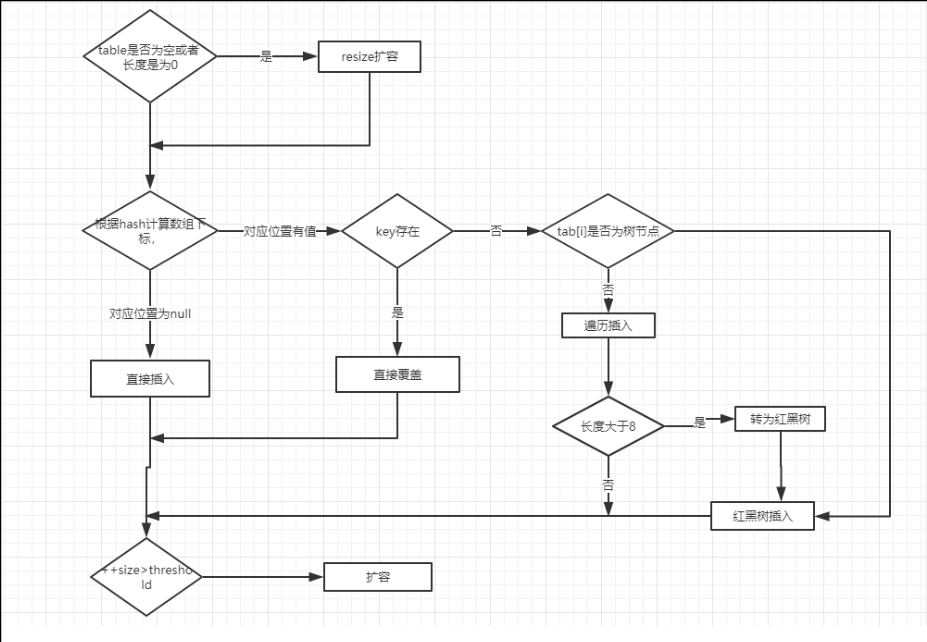 table是否为空或者
长度是为0
是
resize扩容
根据hash计算数组下
标，
对应位置有值
key存在
否
tab[i]是否为树节点
否
对应位置为null
是
遍历插入
直接插入
直接覆盖
长度大于8
是
转为红黑树
否
红黑树插入
++size>thresho
ld
扩容